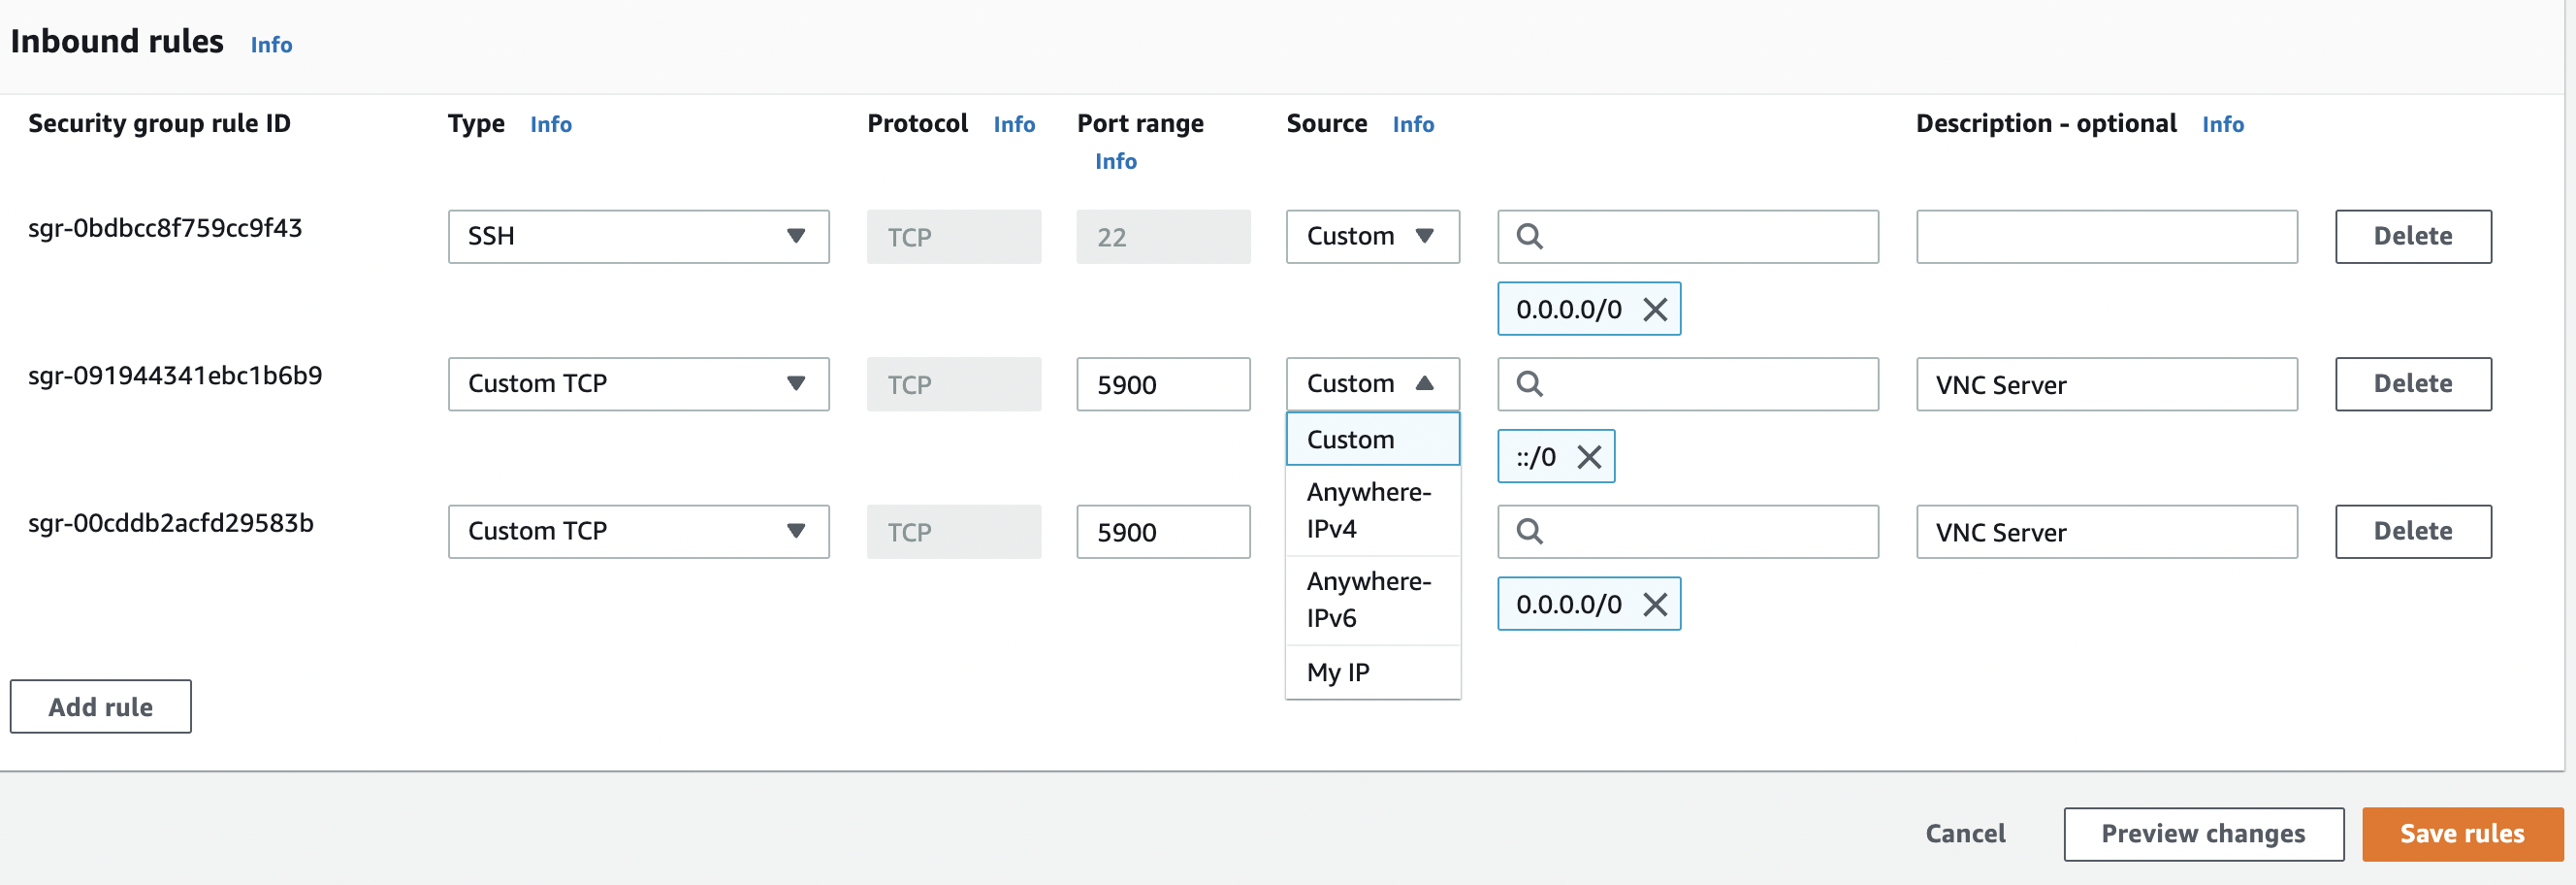 Inbound rules Info
Security group rule ID Type Info Protocol Info Port range Info Source Info Description - optional Info
sgr-0bdbcc8f759cc9f43 SSH TCP 22 Custom Delete
0.0.0.0/0
sgr-091944341ebc1b6b9 Custom TCP TCP 5900 Custom VNC Server Delete
Custom
::/0
Anywhere-
IPv4
sgr-00cddb2acfd29583b Custom TCP TCP 5900 VNC Server Delete
Anywhere-
IPv6
0.0.0.0/0
My IP
Add rule
Cancel Preview changes Save rules